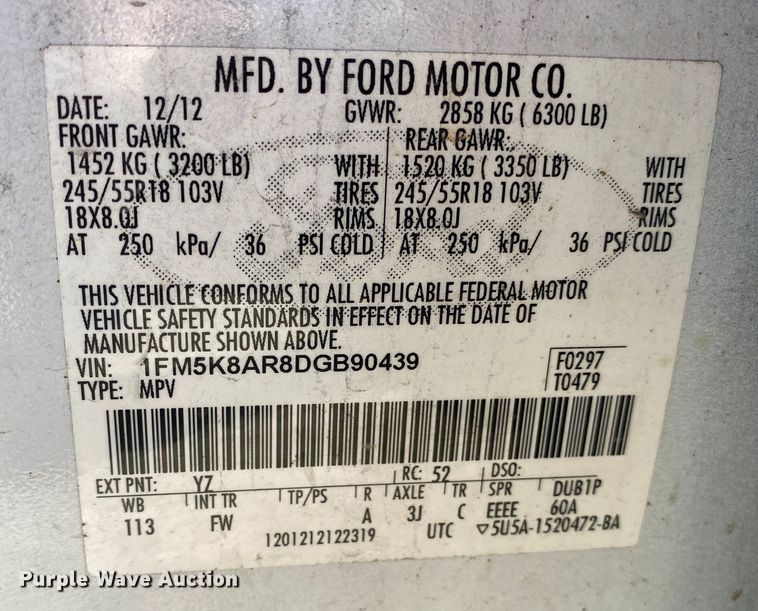 MFD. BY FORD MOTOR CO.
DATE: 12/12 GVWR: 2858 KG ( 6300 LB)
FRONT GAWR: REAR GAWR:
1452 KG ( 3200 LB) WITH 1520 KG ( 3350 LB) WITH
245/55R18 103V TIRES 245/55R18 103V TIRES
18X8.0J RIMS 18X8.0J RIMS
AT 250 kPa/ 36 PSI COLD AT 250 kPa/ 36 PSI COLD
THIS VEHICLE CONFORMS TO ALL APPLICABLE FEDERAL MOTOR
VEHICLE SAFETY STANDARDS IN EFFECT ON THE DATE OF
MANUFACTURE SHOWN ABOVE.
VIN: 1FM5K8AR8DGB90439 F0297
TYPE: MPV T0479
EXT PNT: YZ RC: 52 DSO:
WB INT TR TP/PS R AXLE TR SPR DUB1P
113 FW A 3J C EEEE 60A
1201212122319 UTC ▽5U5A-1520472-BA
Purple Wave Auction